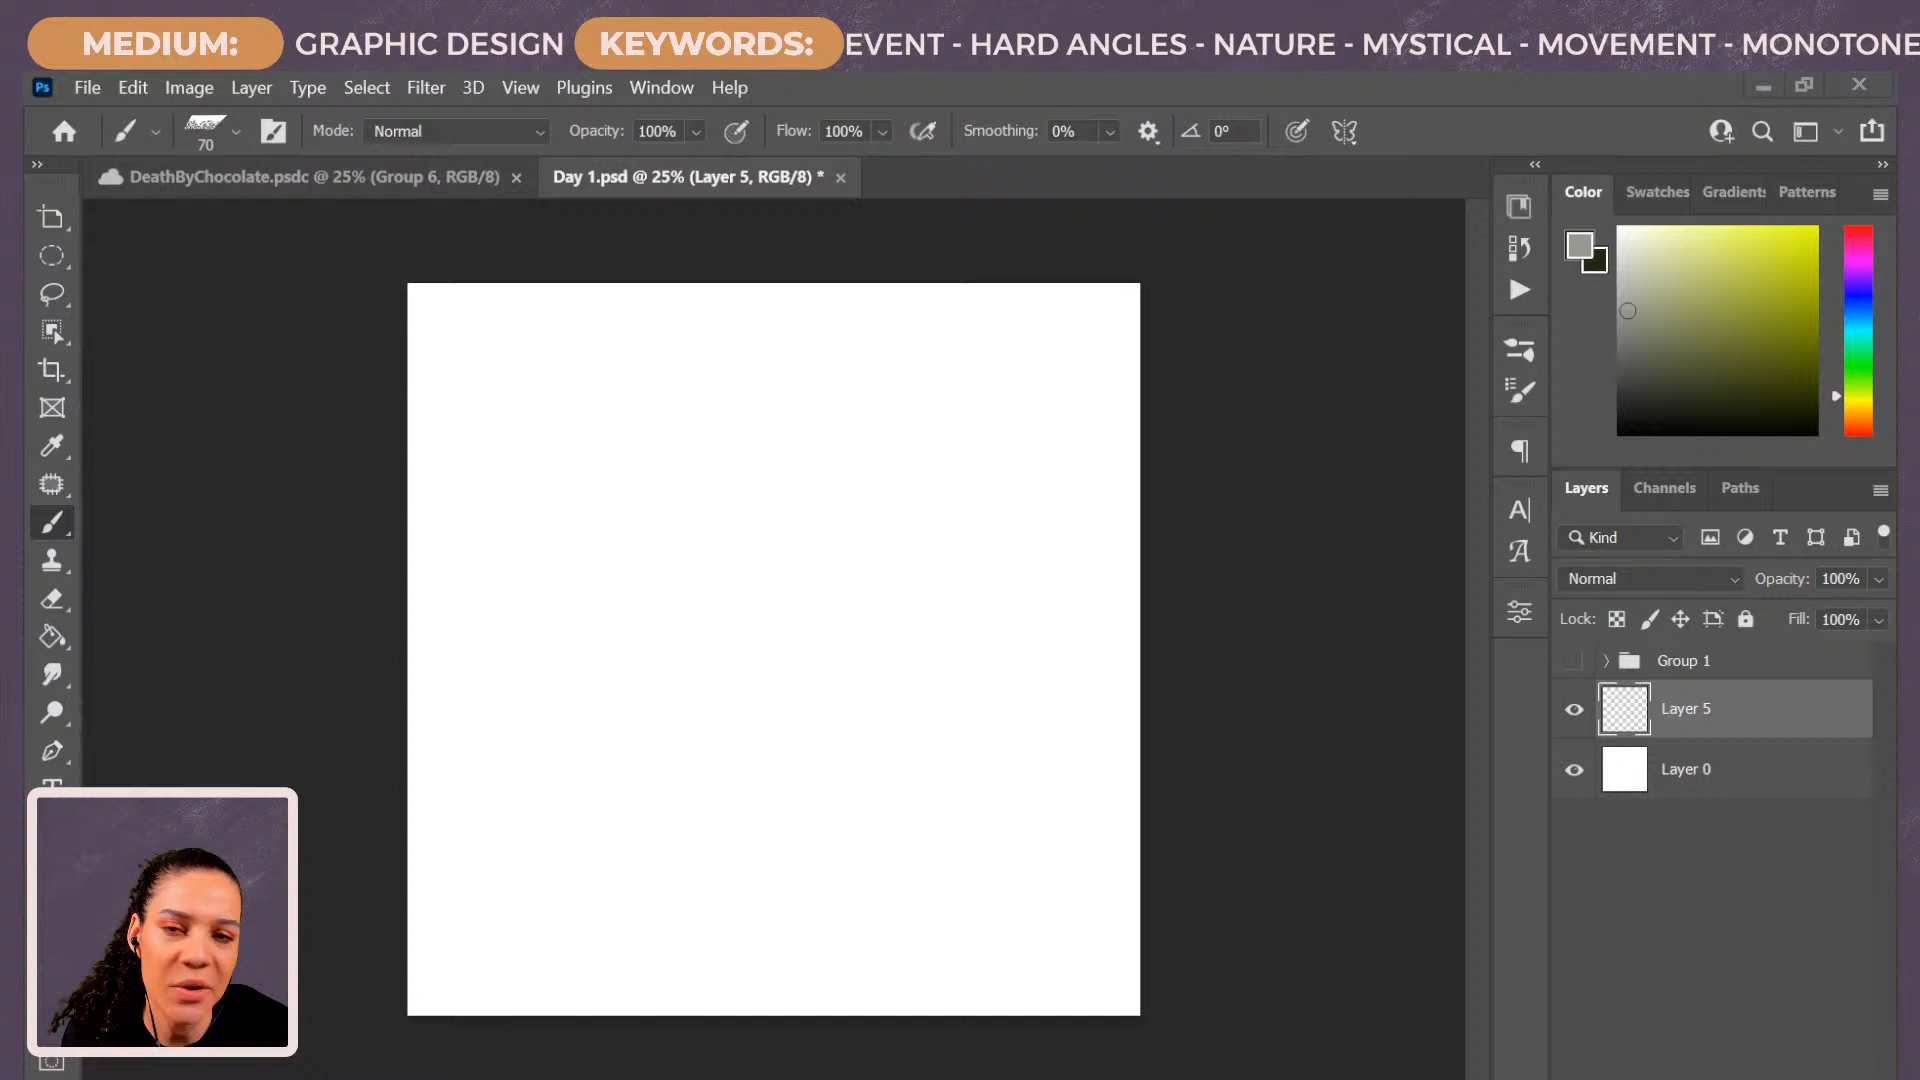 MEDIUM: GRAPHIC DESIGN KEYWORDS: EVENT - HARD ANGLES - NATURE - MYSTICAL - MOVEMENT - MONOTONE
Ps File Edit Image Layer Type Select Filter 3D View Plugins Window Help
70 Mode: Normal Opacity: 100% Flow: 100% Smoothing: 0% 0°
DeathByChocolate.psdc @ 25% (Group 6, RGB/8) Day 1.psd @ 25% (Layer 5, RGB/8) *
Color Swatches Gradient: Patterns
Layers Channels Paths
Kind
Normal Opacity: 100%
Lock: Fill: 100%
Group 1
Layer 5
Layer 0